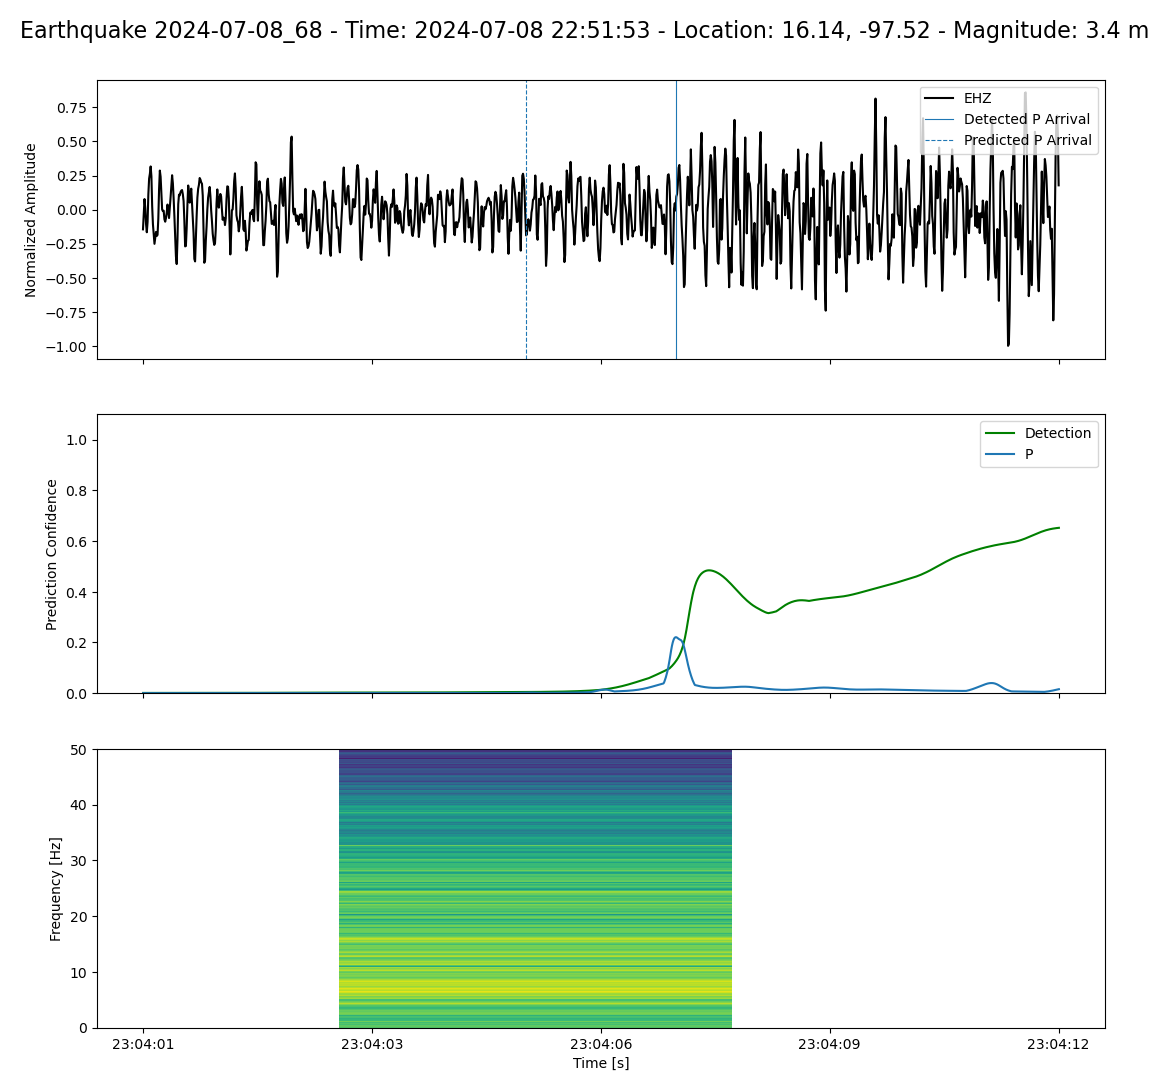 Earthquake 2024-07-08_68 - Time: 2024-07-08 22:51:53 - Location: 16.14, -97.52 - Magnitude: 3.4 m
Normalized Amplitude
0.75
0.50
0.25
0.00
−0.25
−0.50
−0.75
−1.00
EHZ
Detected P Arrival
Predicted P Arrival
Prediction Confidence
1.0
0.8
0.6
0.4
0.2
0.0
Detection
P
Frequency [Hz]
50
40
30
20
10
0
23:04:01 23:04:03 23:04:06 23:04:09 23:04:12
Time [s]